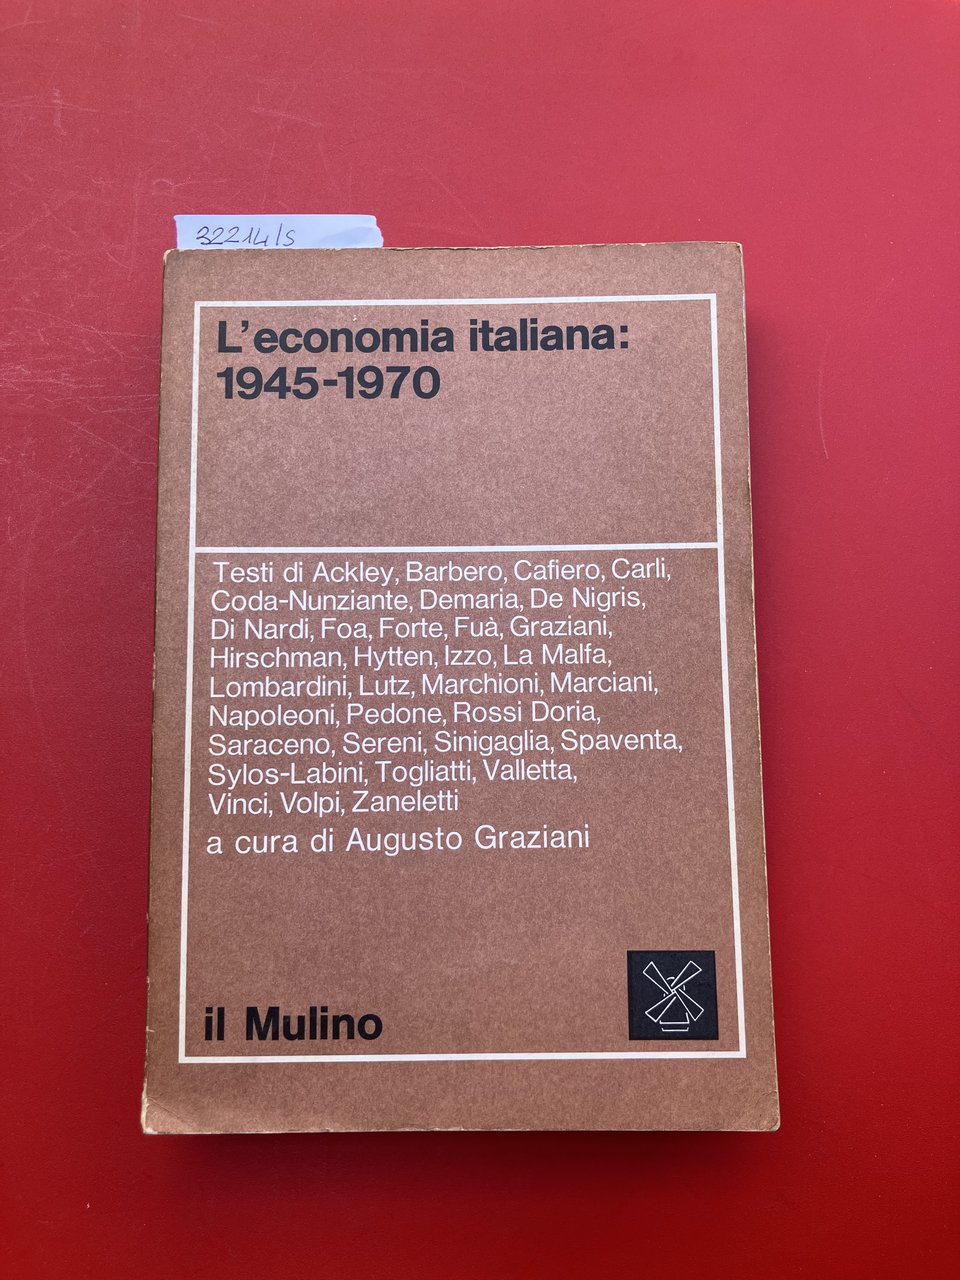 32214/S
L'economia italiana:
1945-1970
Testi di Ackley, Barbero, Cafiero, Carli,
Coda-Nunziante, Demaria, De Nigris,
Di Nardi, Foa, Forte, Fuà, Graziani,
Hirschman, Hytten, Izzo, La Malfa,
Lombardini, Lutz, Marchioni, Marciani,
Napoleoni, Pedone, Rossi Doria,
Saraceno, Sereni, Sinigaglia, Spaventa,
Sylos-Labini, Togliatti, Valletta,
Vinci, Volpi, Zaneletti
a cura di Augusto Graziani
il Mulino